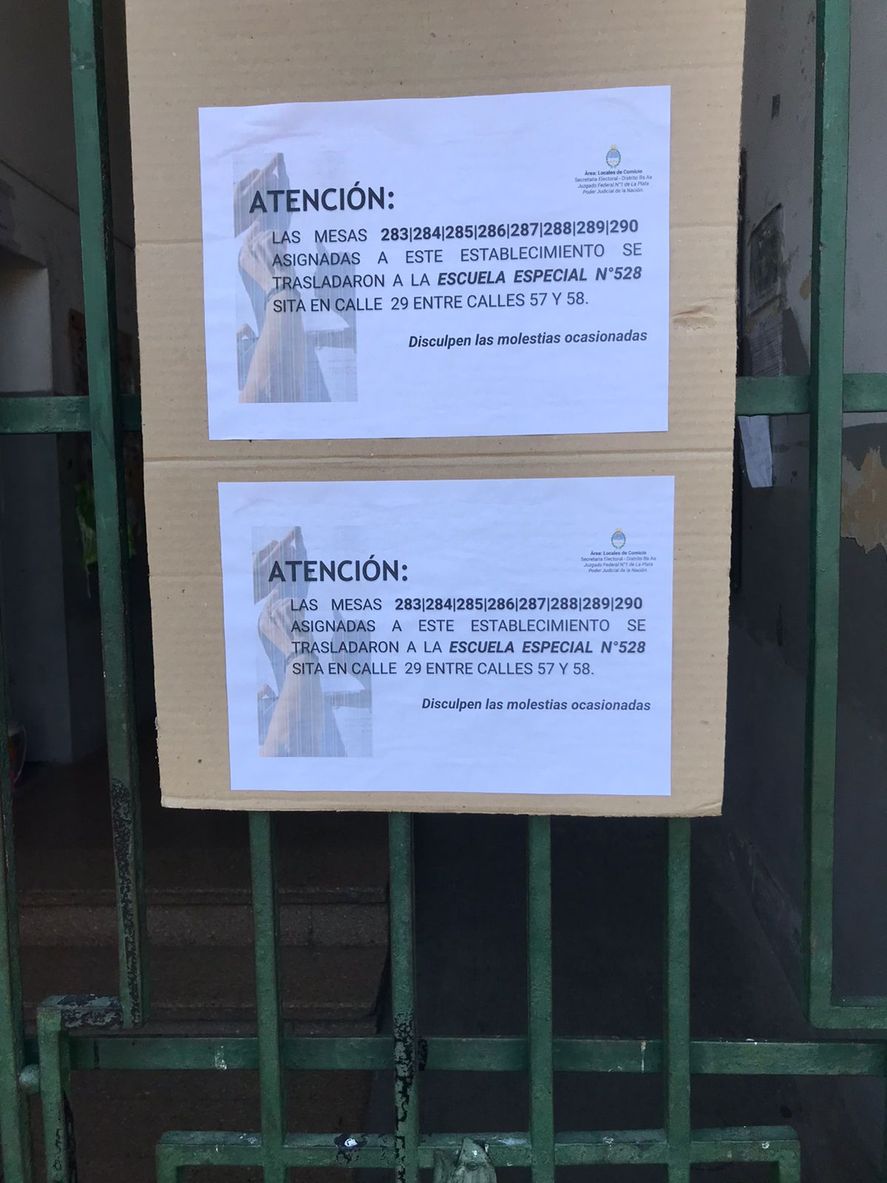 Área: Locales de Comicio
Secretaría Electoral - Distrito Bs As
Juzgado Federal N°1 de La Plata
Poder Judicial de la Nación.
ATENCIÓN:
LAS MESAS 283|284|285|286|287|288|289|290
ASIGNADAS A ESTE ESTABLECIMIENTO SE
TRASLADARON A LA ESCUELA ESPECIAL N°528
SITA EN CALLE 29 ENTRE CALLES 57 Y 58.
Disculpen las molestias ocasionadas
Área: Locales de Comicio
Secretaría Electoral - Distrito Bs As
Juzgado Federal N°1 de La Plata
Poder Judicial de la Nación.
ATENCIÓN:
LAS MESAS 283|284|285|286|287|288|289|290
ASIGNADAS A ESTE ESTABLECIMIENTO SE
TRASLADARON A LA ESCUELA ESPECIAL N°528
SITA EN CALLE 29 ENTRE CALLES 57 Y 58.
Disculpen las molestias ocasionadas